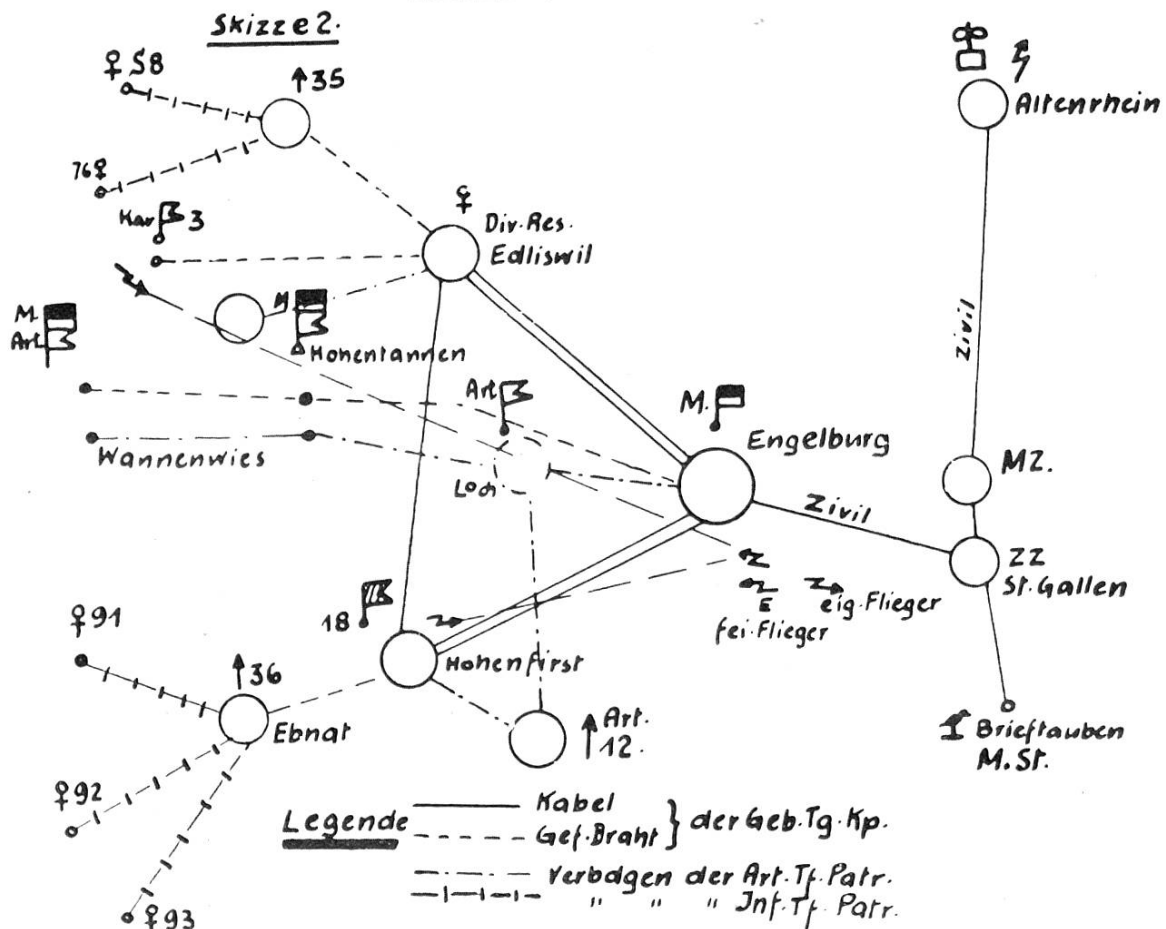 Skizze 2.
58
35
Altenrhein
76
Kav 3
Div. Res.
Edliswil
Zivil
M.
Art.
Hohentannen
Art
M.
Engelburg
MZ.
Wannenwies
Loch
Zivil
ZZ
St. Gallen
E
eig. Flieger
fei. Flieger
18
91
36
Hohenfirst
Ebnat
Art.
12.
Brieftauben
M. St.
92
93
Legende
Kabel
Gef. Draht
der Geb. Tg. Kp.
Verbdgen der Art. Tf. Patr.
" " " Inf. Tf. Patr.